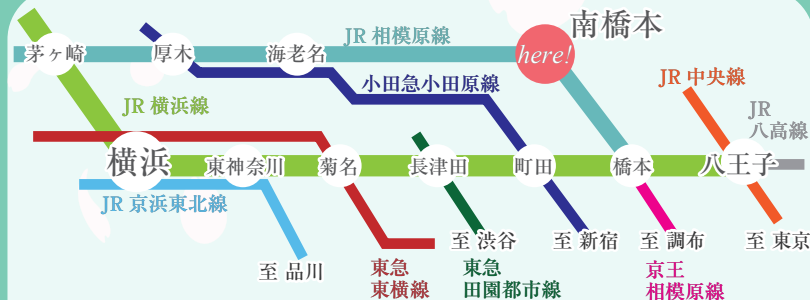 南橋本
茅ヶ崎
厚木
海老名
JR 相模原線
here!
小田急小田原線
JR 中央線
JR 横浜線
JR
八高線
横浜
東神奈川
菊名
長津田
町田
橋本
八王子
JR 京浜東北線
至 品川
至 渋谷
至 新宿
至 調布
至 東京
東急
東横線
東急
田園都市線
京王
相模原線